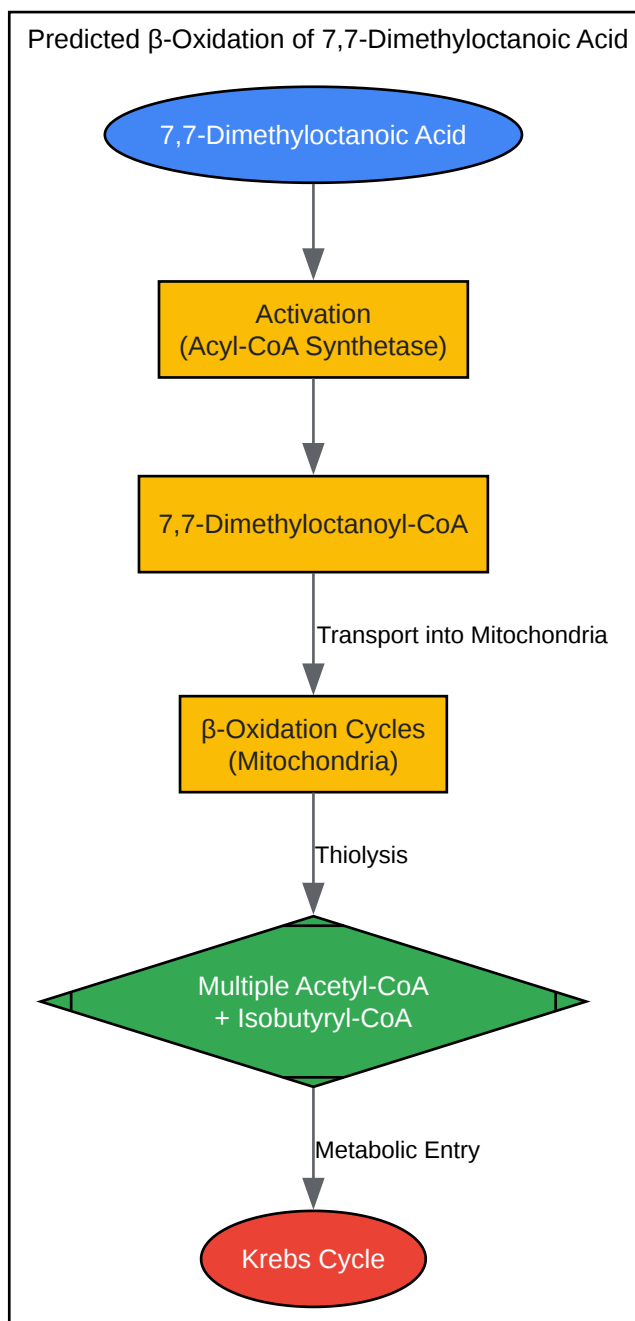 Predicted β-Oxidation of 7,7-Dimethyloctanoic Acid
7,7-Dimethyloctanoic Acid
Activation
(Acyl-CoA Synthetase)
7,7-Dimethyloctanoyl-CoA
Transport into Mitochondria
β-Oxidation Cycles
(Mitochondria)
Thiolysis
Multiple Acetyl-CoA
+ Isobutyryl-CoA
Metabolic Entry
Krebs Cycle